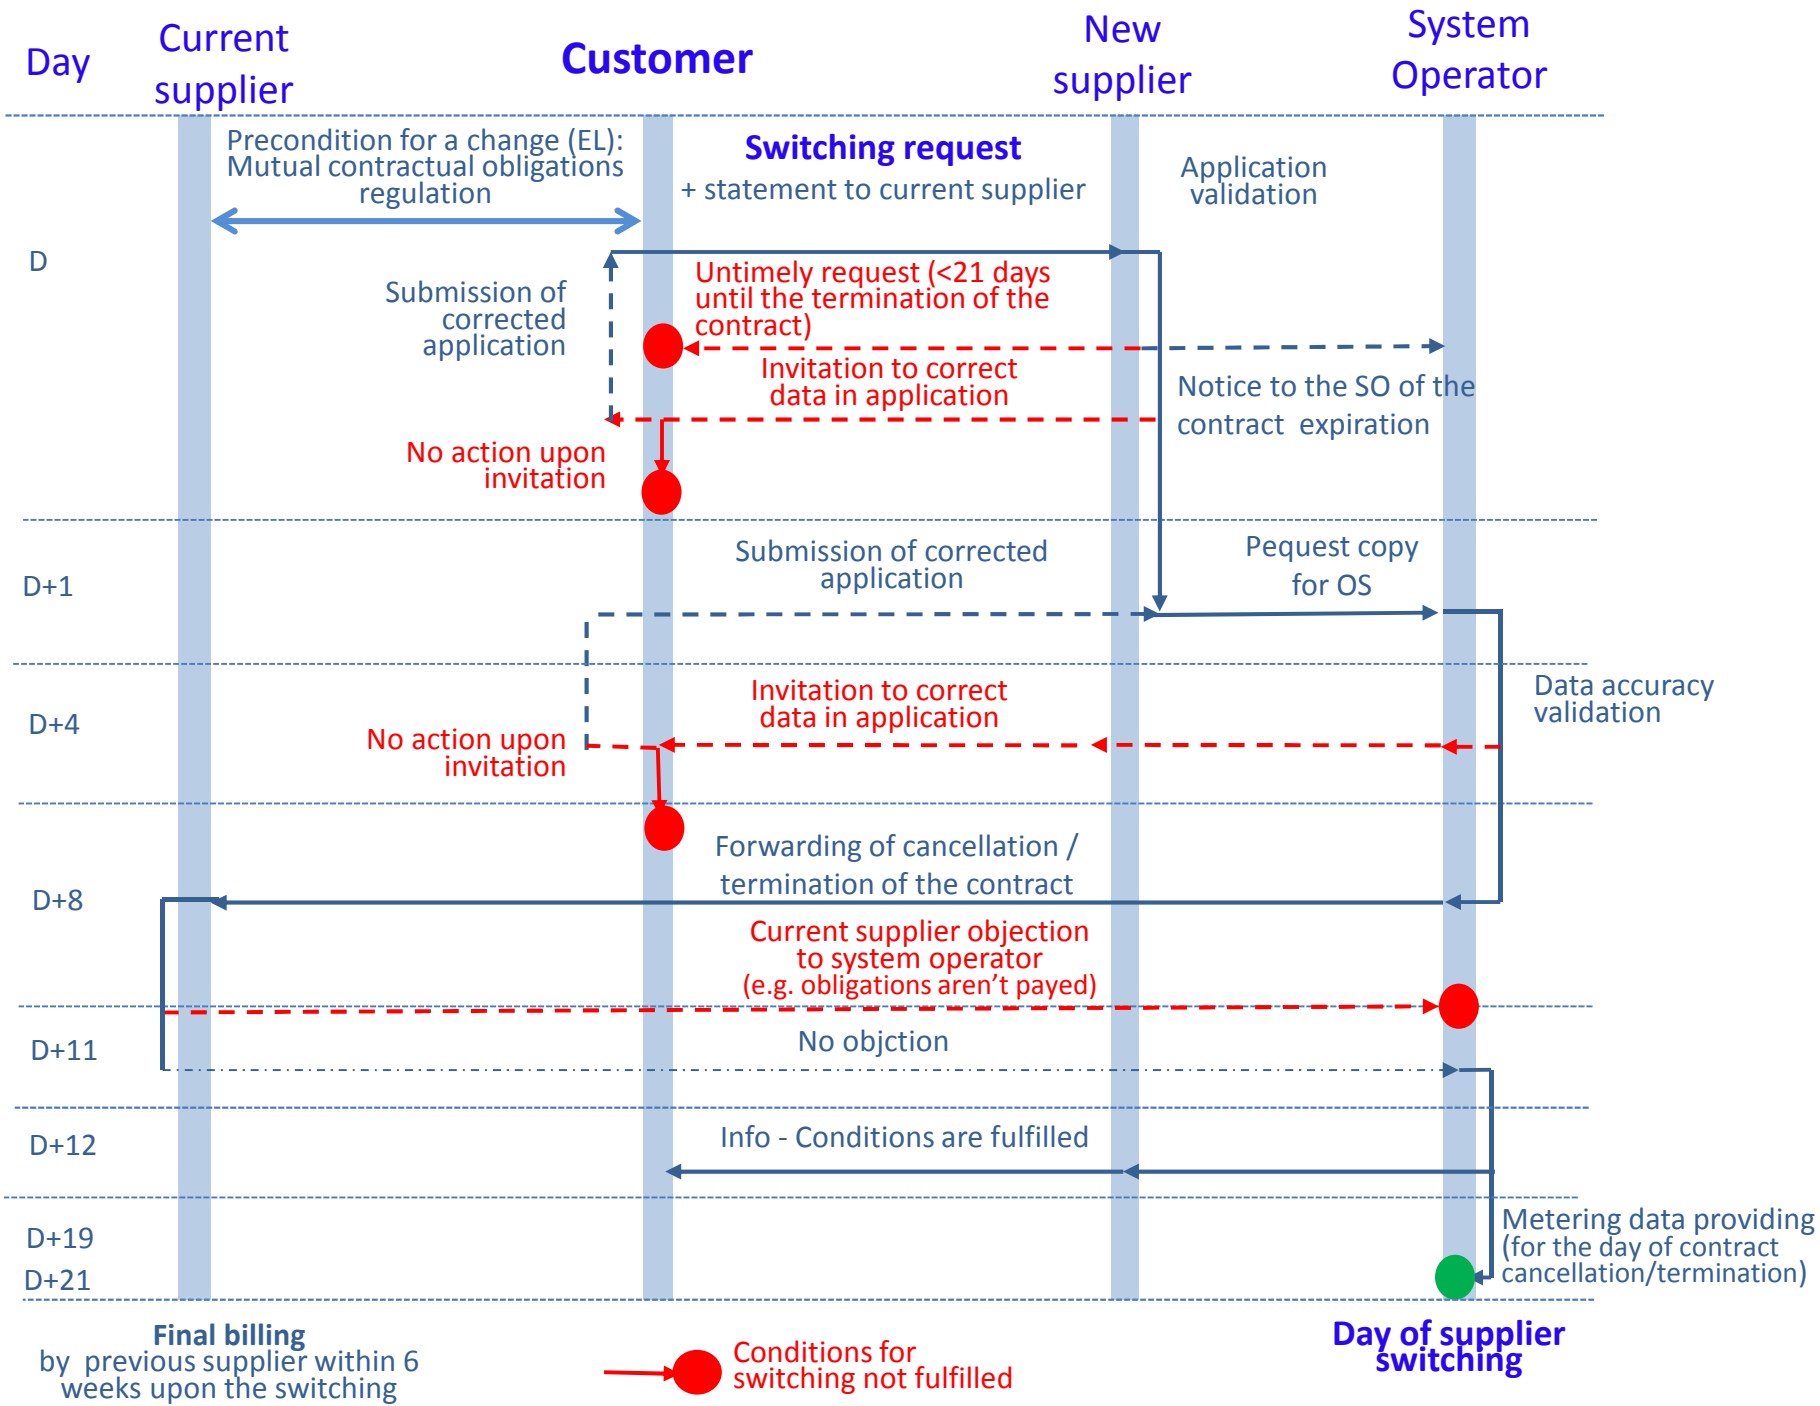 Day
Current
supplier
Customer
New
supplier
System
Operator
Precondition for a change (EL):
Mutual contractual obligations
regulation
Switching request
+ statement to current supplier
Application
validation
D
Submission of
corrected
application
Untimely request (<21 days
until the termination of the
contract)
Invitation to correct
data in application
Notice to the SO of the
contract expiration
No action upon
invitation
D+1
Submission of corrected
application
Pequest copy
for OS
D+4
Invitation to correct
data in application
No action upon
invitation
Data accuracy
validation
D+8
Forwarding of cancellation /
termination of the contract
Current supplier objection
to system operator
(e.g. obligations aren't payed)
D+11
No objction
D+12
Info - Conditions are fulfilled
D+19
D+21
Metering data providing
(for the day of contract
cancellation/termination)
Final billing
by previous supplier within 6
weeks upon the switching
Conditions for
switching not fulfilled
Day of supplier
switching